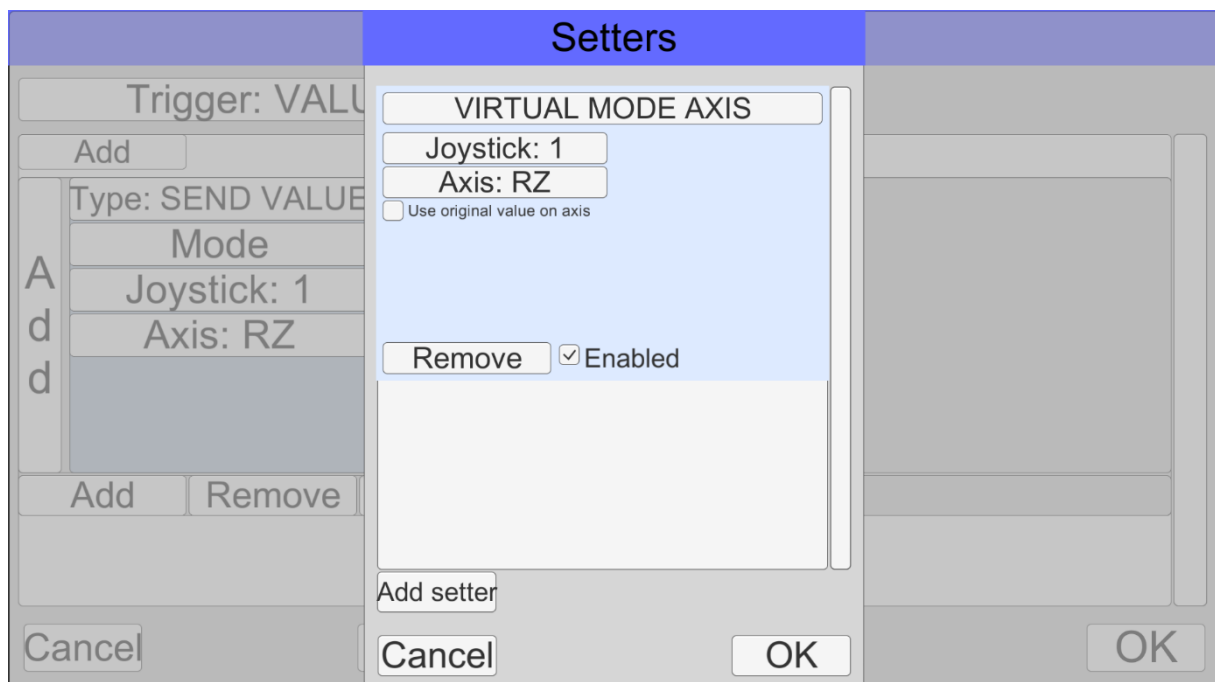 Setters
Trigger: VALU
VIRTUAL MODE AXIS
Add
Joystick: 1
Axis: RZ
Use original value on axis
Type: SEND VALUE
Mode
Joystick: 1
Axis: RZ
Add
Remove
Enabled
Add
Remove
Add setter
Cancel
OK
Cancel
OK